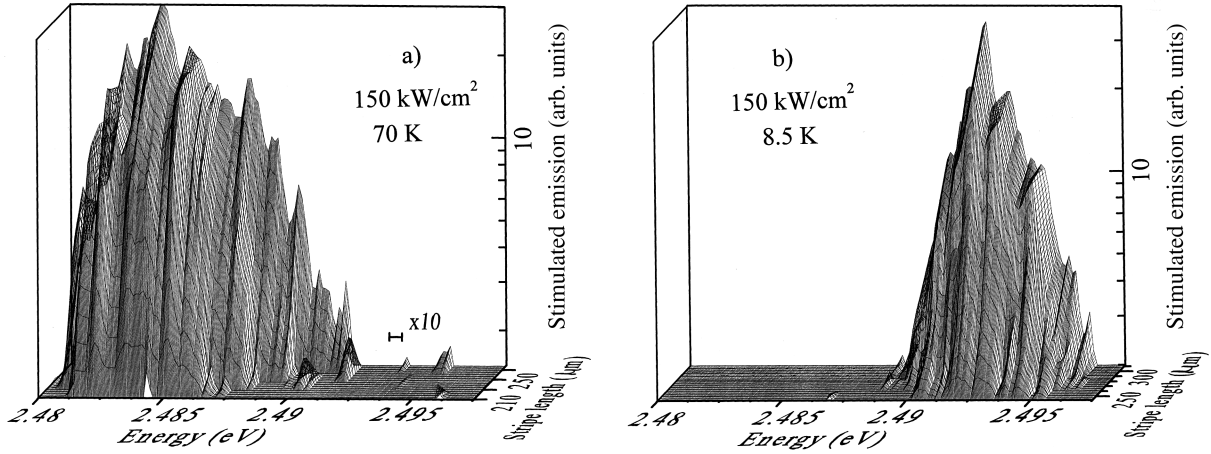 a)
150 kW/cm²
70 K
10
Stimulated emission (arb. units)
x10
2.48
2.485
2.49
2.495
Energy (eV)
210 250
Stripe length (μm)
b)
150 kW/cm²
8.5 K
10
Stimulated emission (arb. units)
2.48
2.485
2.49
2.495
Energy (eV)
250 300
Stripe length (μm)